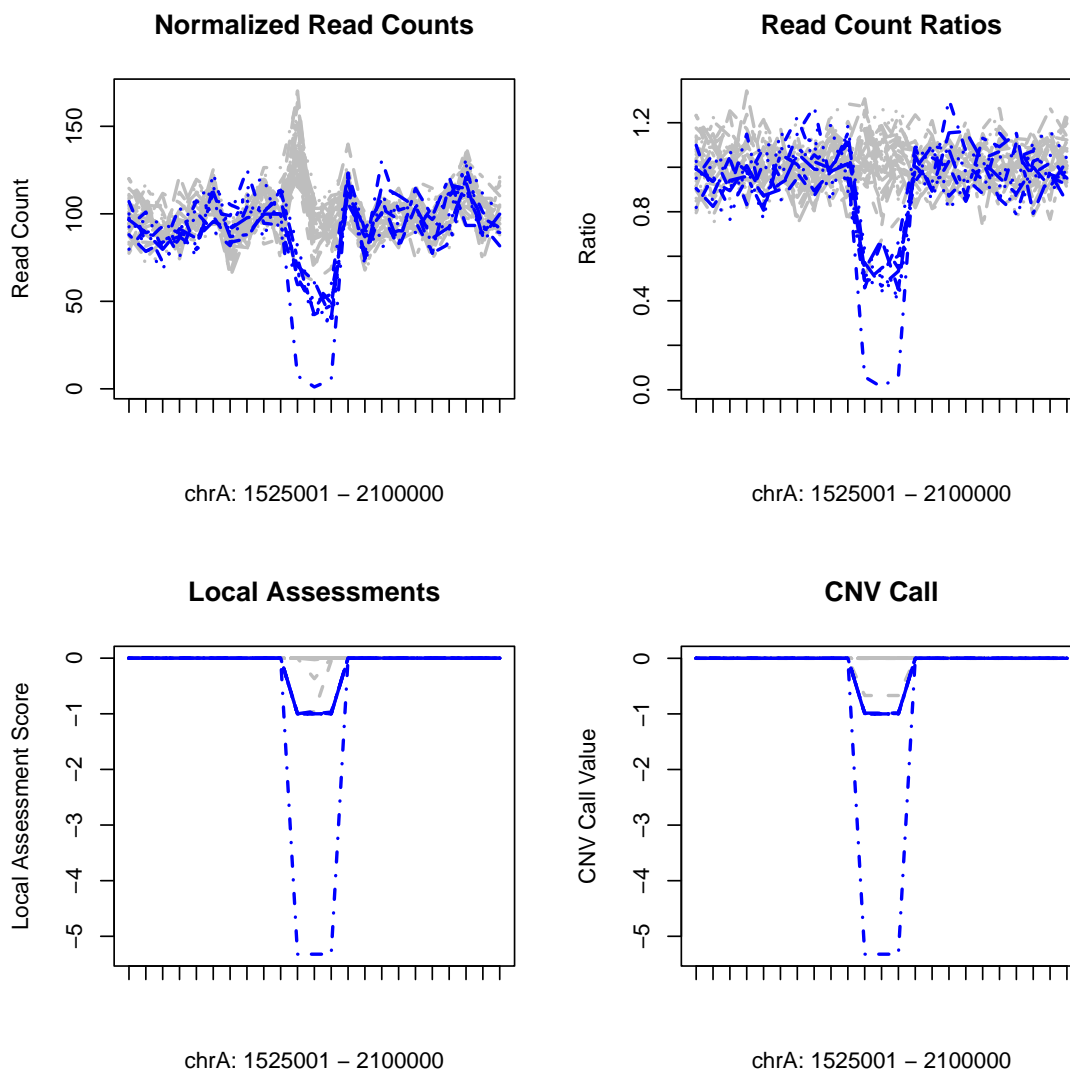 Normalized Read Counts
Read Count
0
50
100
150
chrA: 1525001 − 2100000
Read Count Ratios
Ratio
0.0
0.4
0.8
1.2
chrA: 1525001 − 2100000
Local Assessments
Local Assessment Score
0
−1
−2
−3
−4
−5
chrA: 1525001 − 2100000
CNV Call
CNV Call Value
0
−1
−2
−3
−4
−5
chrA: 1525001 − 2100000